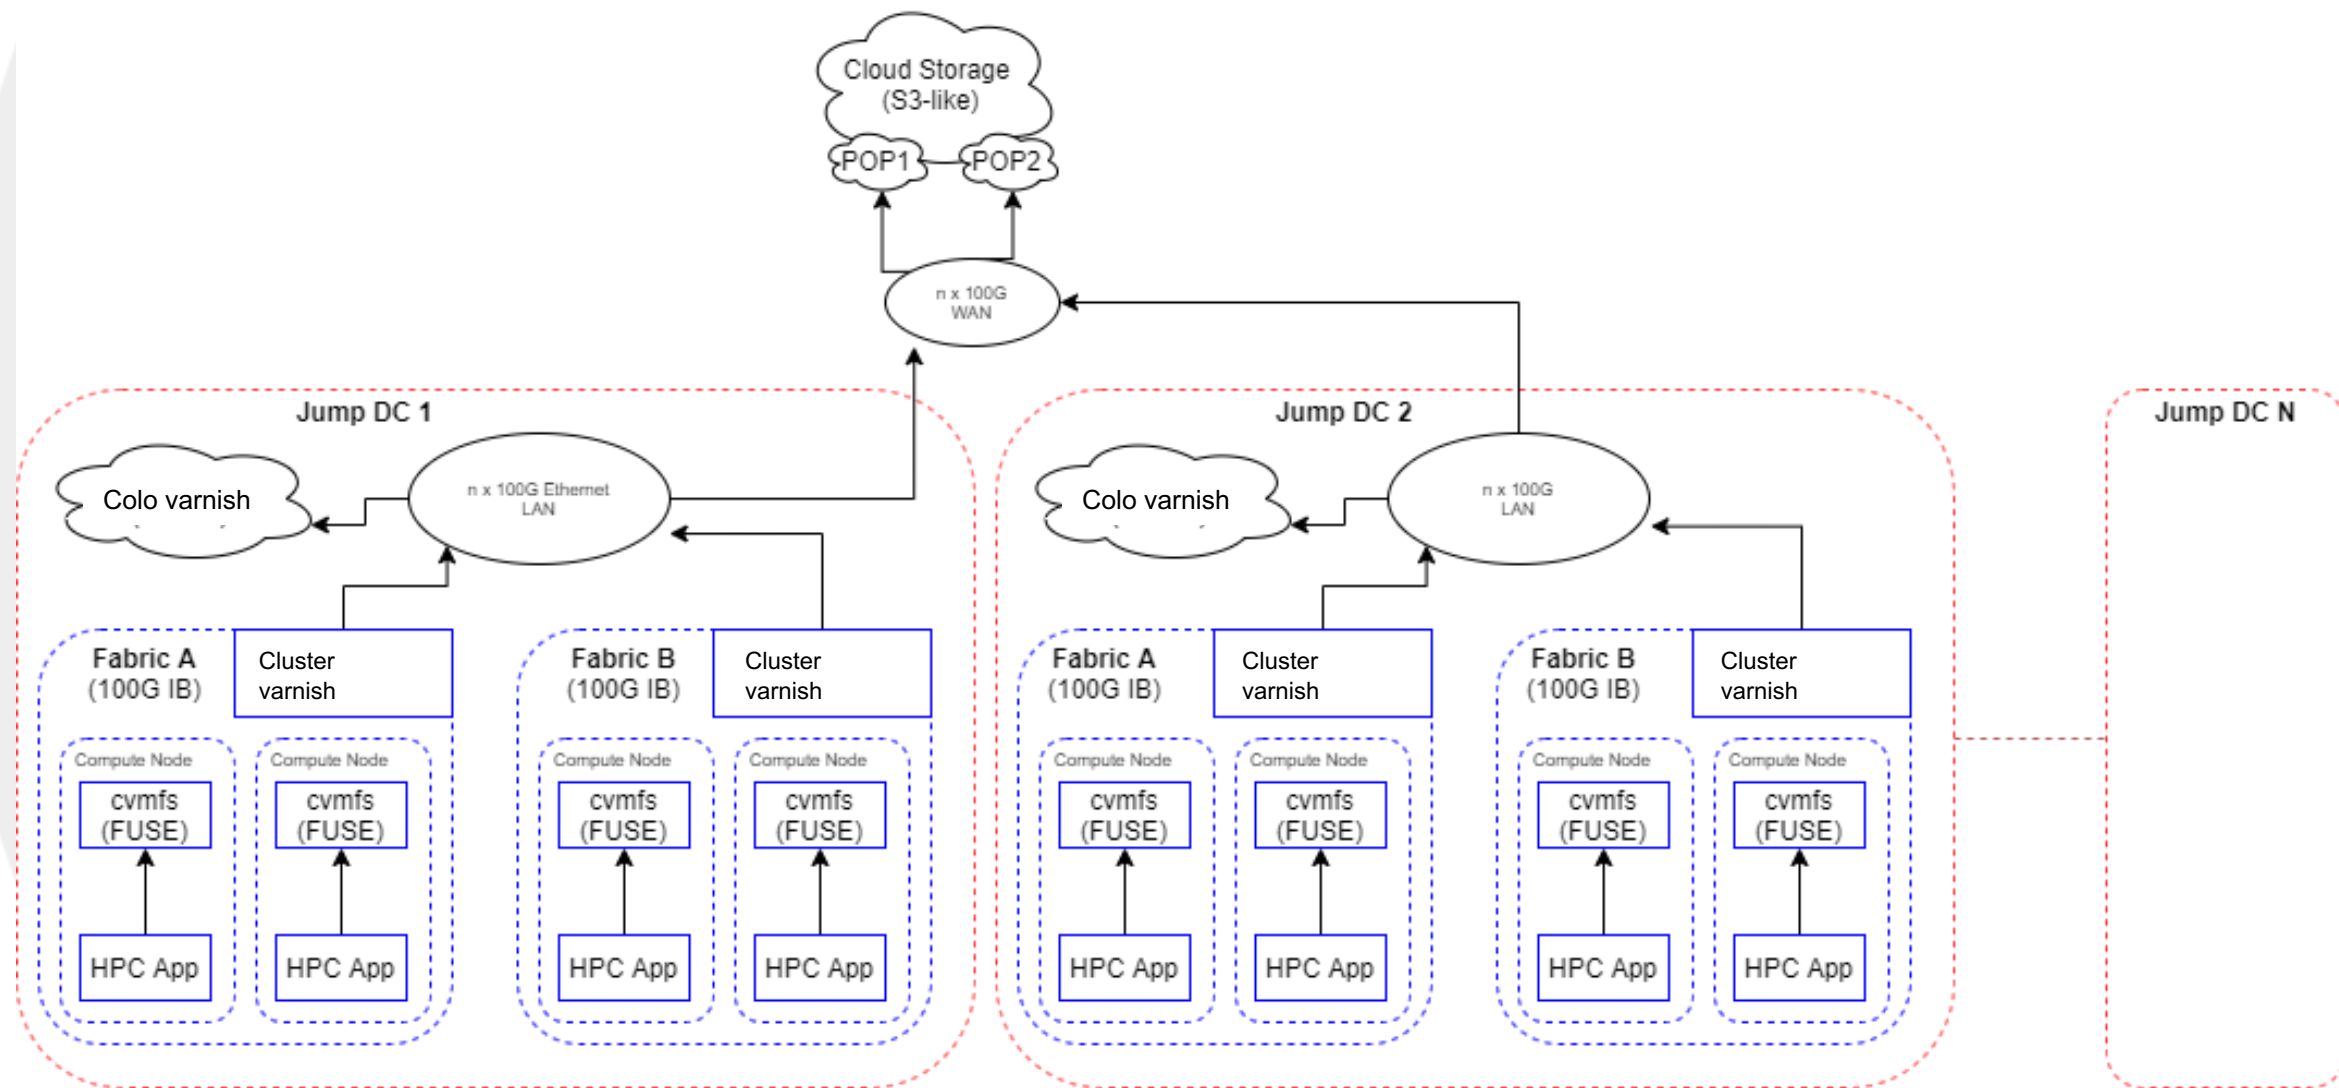 Cloud Storage
(S3-like)
POP1
POP2
n x 100G
WAN
Jump DC 1
Colo varnish
n x 100G Ethernet
LAN
Fabric A
(100G IB)
Cluster
varnish
Compute Node
cvmfs
(FUSE)
HPC App
Compute Node
cvmfs
(FUSE)
HPC App
Fabric B
(100G IB)
Cluster
varnish
Compute Node
cvmfs
(FUSE)
HPC App
Compute Node
cvmfs
(FUSE)
HPC App
Jump DC 2
Colo varnish
n x 100G
LAN
Fabric A
(100G IB)
Cluster
varnish
Compute Node
cvmfs
(FUSE)
HPC App
Compute Node
cvmfs
(FUSE)
HPC App
Fabric B
(100G IB)
Cluster
varnish
Compute Node
cvmfs
(FUSE)
HPC App
Compute Node
cvmfs
(FUSE)
HPC App
Jump DC N